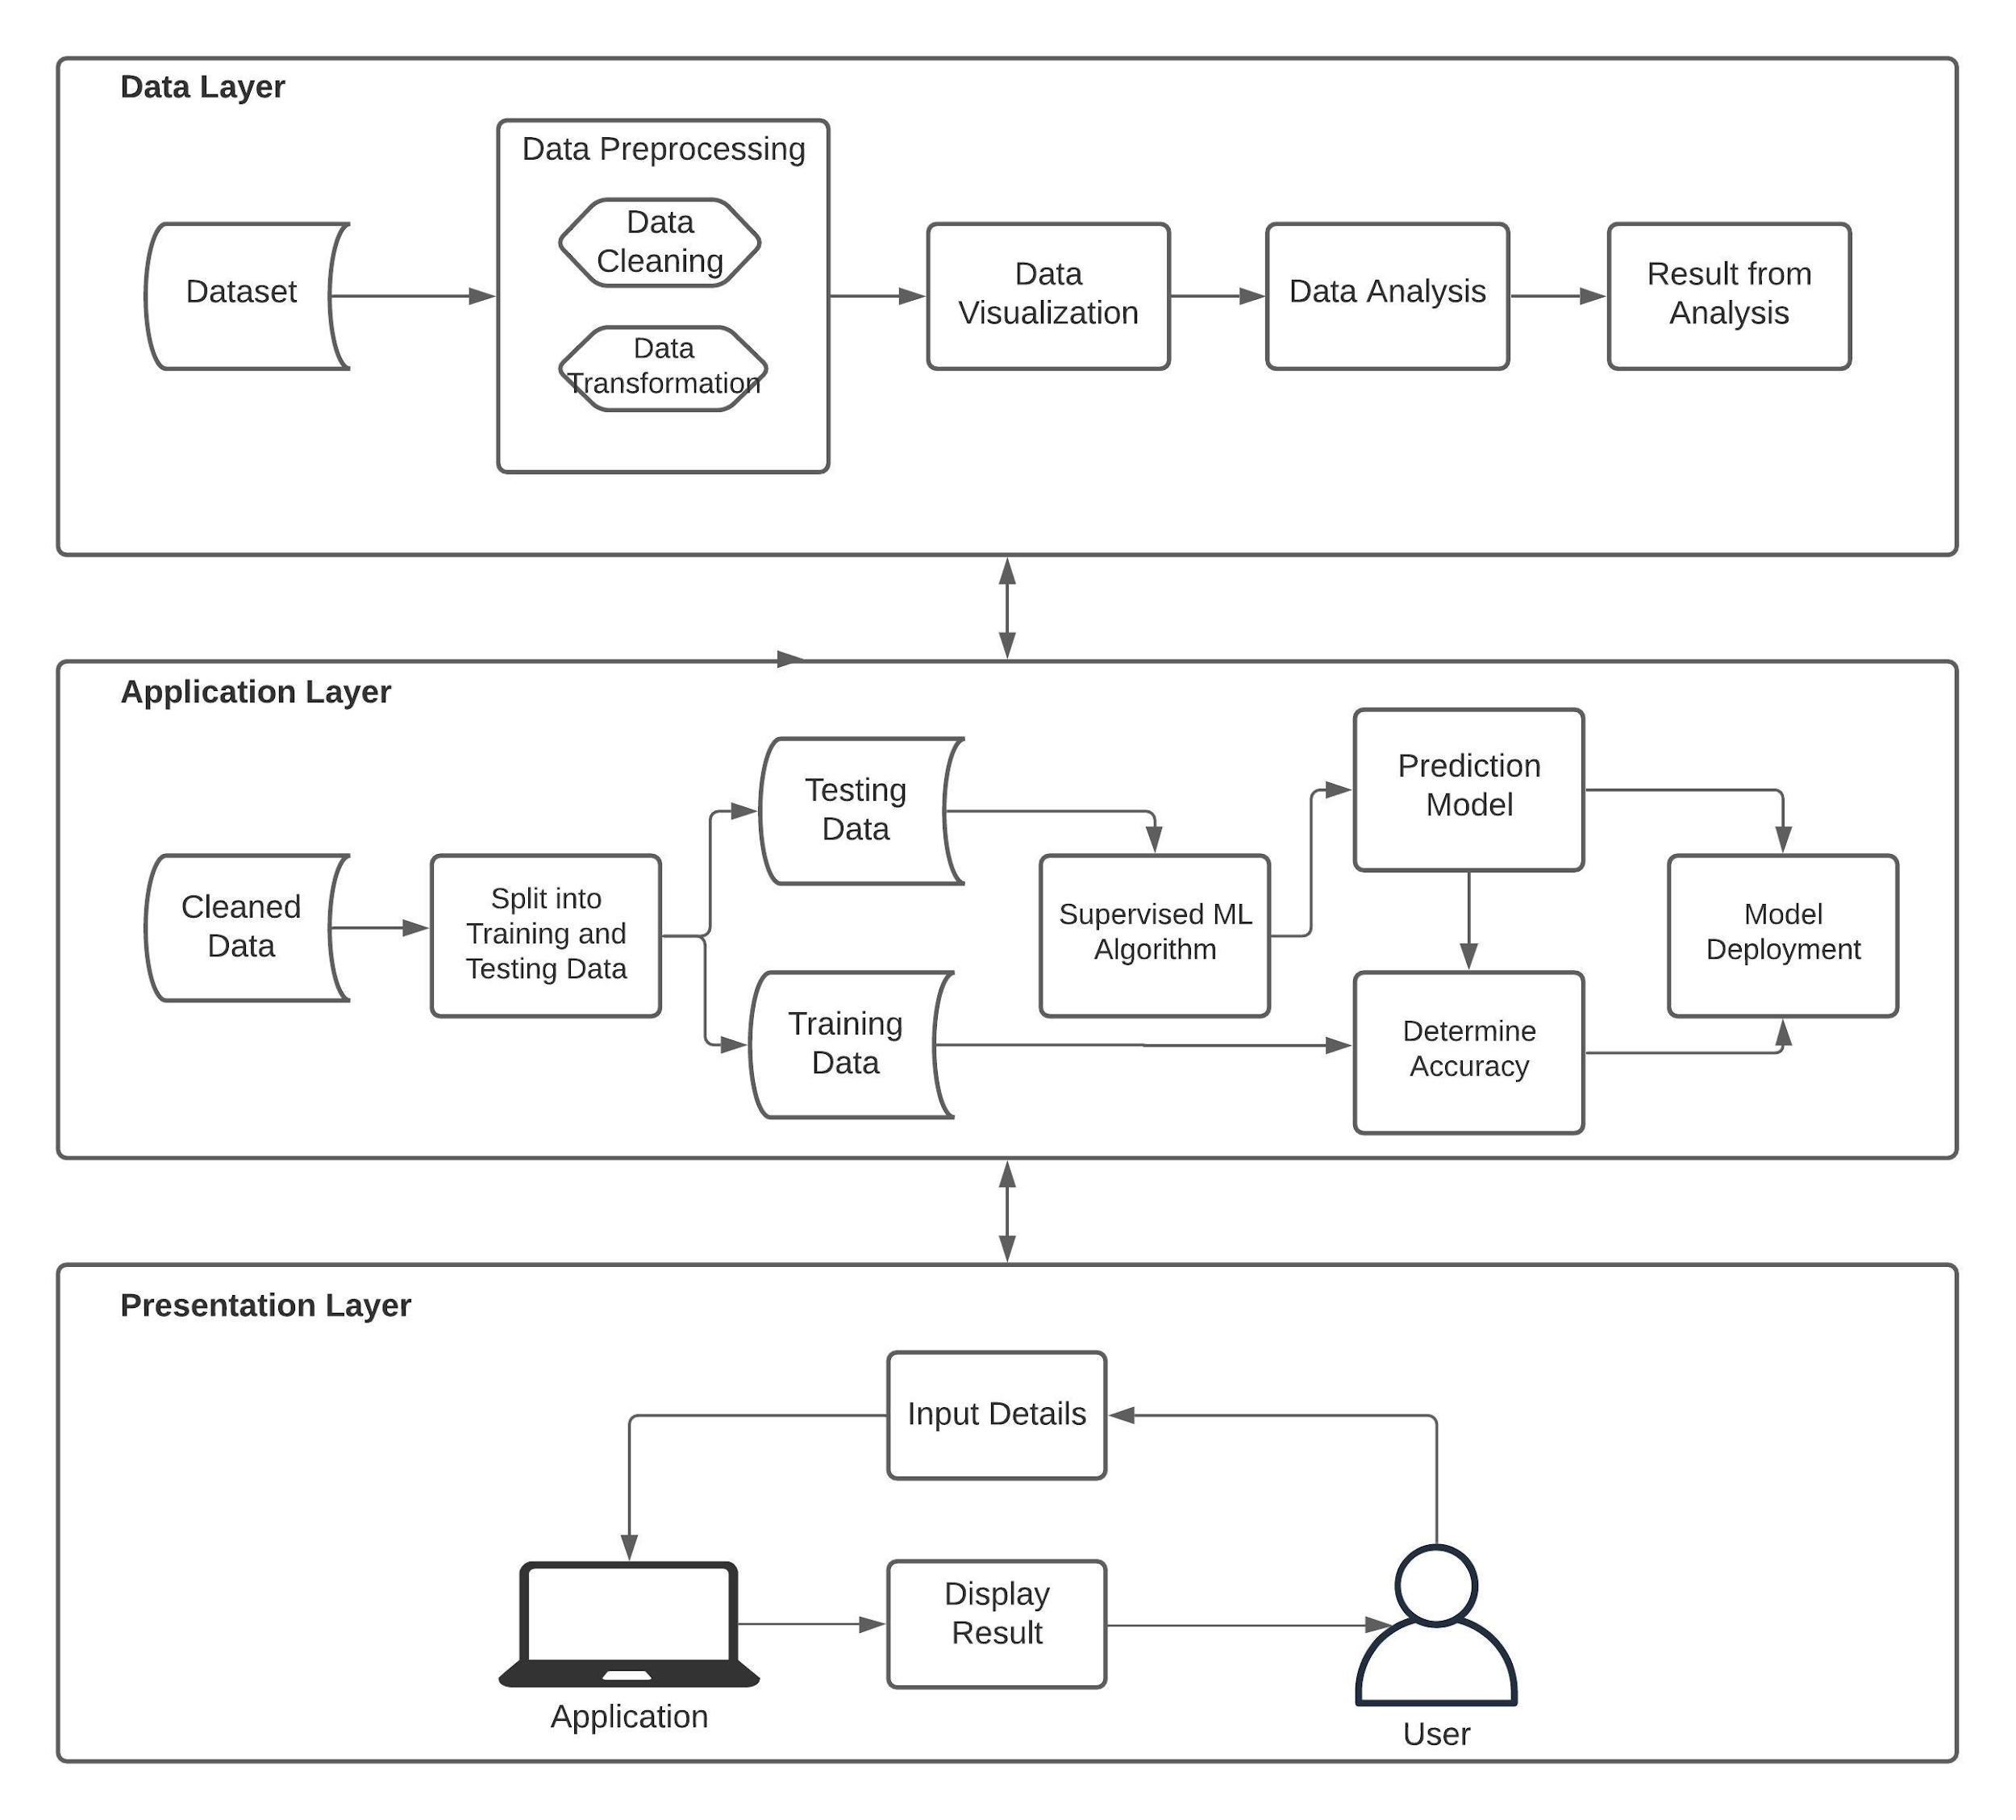 Data Layer
Data Preprocessing
Data
Cleaning
Data
Transformation
Dataset
Data
Visualization
Data Analysis
Result from
Analysis
Application Layer
Testing
Data
Prediction
Model
Cleaned
Data
Split into
Training and
Testing Data
Supervised ML
Algorithm
Model
Deployment
Training
Data
Determine
Accuracy
Presentation Layer
Input Details
Display
Result
Application
User